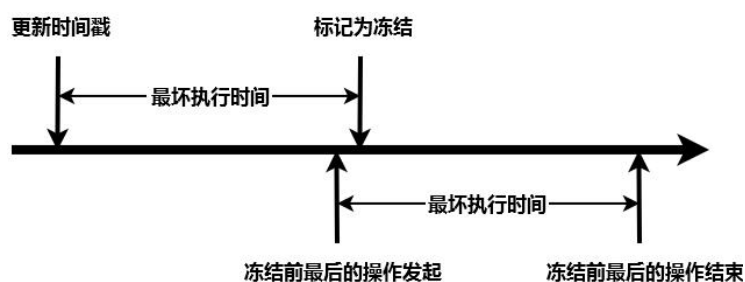 更新时间戳
标记为冻结
最坏执行时间
最坏执行时间
冻结前最后的操作发起
冻结前最后的操作结束